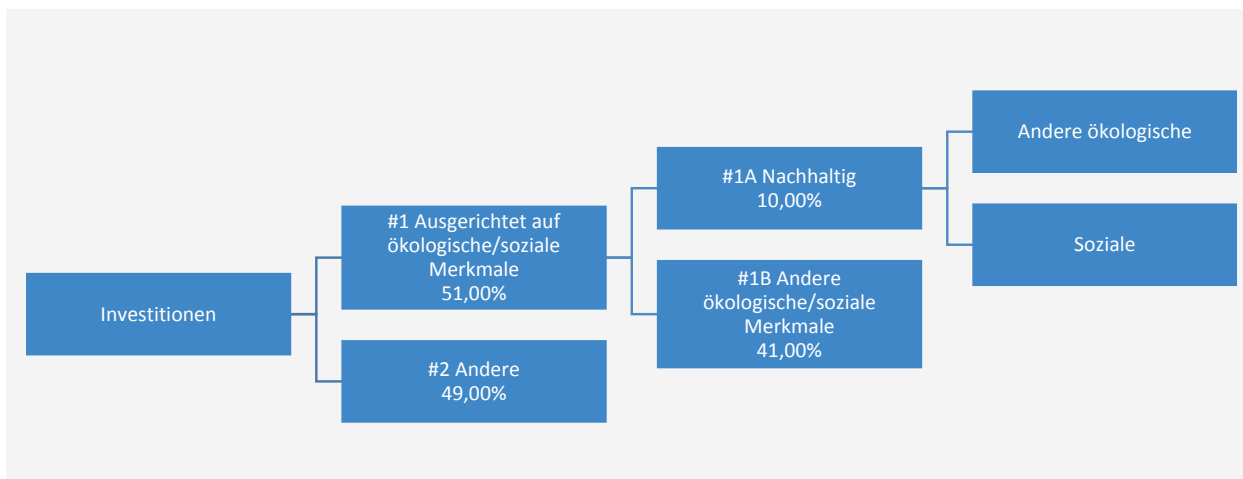 Investitionen
#1 Ausgerichtet auf
ökologische/soziale
Merkmale
51,00%
#2 Andere
49,00%
#1A Nachhaltig
10,00%
#1B Andere
ökologische/soziale
Merkmale
41,00%
Andere ökologische
Soziale